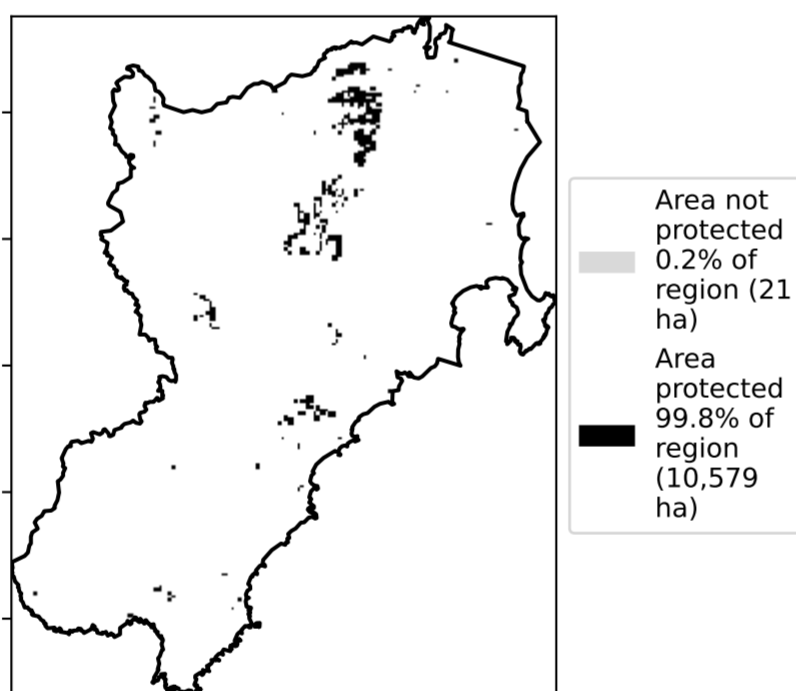 Area not
protected
0.2% of
region (21
ha)
Area
protected
99.8% of
region
(10,579
ha)